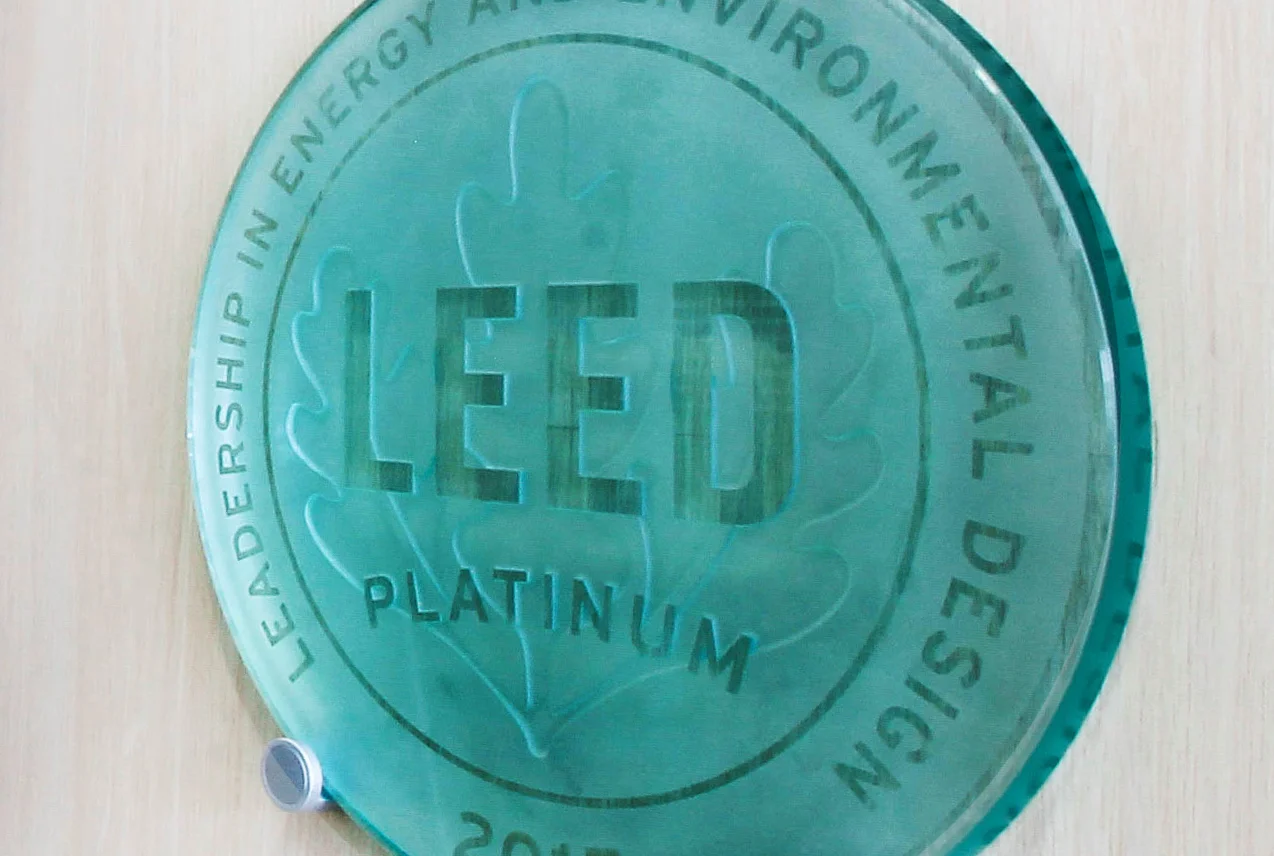 LEADERSHIP IN ENERGY AND ENVIRONMENTAL DESIGN
LEED
PLATINUM